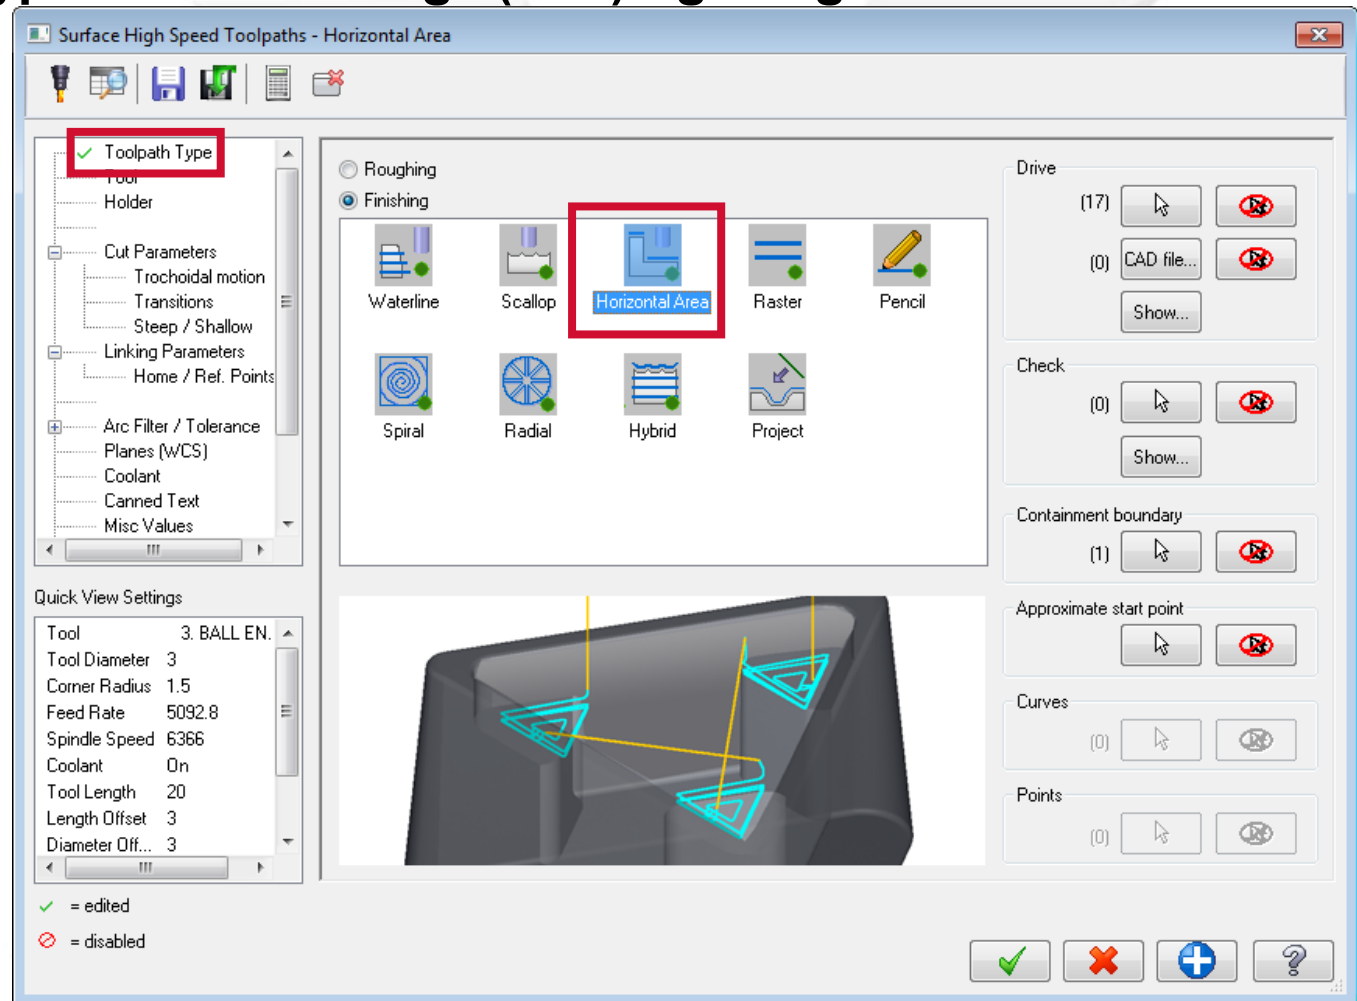 Surface High Speed Toolpaths - Horizontal Area
Toolpath Type
Tool
Holder
Cut Parameters
Trochoidal motion
Transitions
Steep / Shallow
Linking Parameters
Home / Ref. Points
Arc Filter / Tolerance
Planes (WCS)
Coolant
Canned Text
Misc Values
Quick View Settings
Tool 3. BALL EN.
Tool Diameter 3
Corner Radius 1.5
Feed Rate 5092.8
Spindle Speed 6366
Coolant On
Tool Length 20
Length Offset 3
Diameter Off... 3
= edited
= disabled
Roughing
Finishing
Waterline
Scallop
Horizontal Area
Raster
Pencil
Spiral
Radial
Hybrid
Project
Drive
(17)
(0) CAD file...
Show...
Check
(0)
Show...
Containment boundary
(1)
Approximate start point
Curves
(0)
Points
(0)